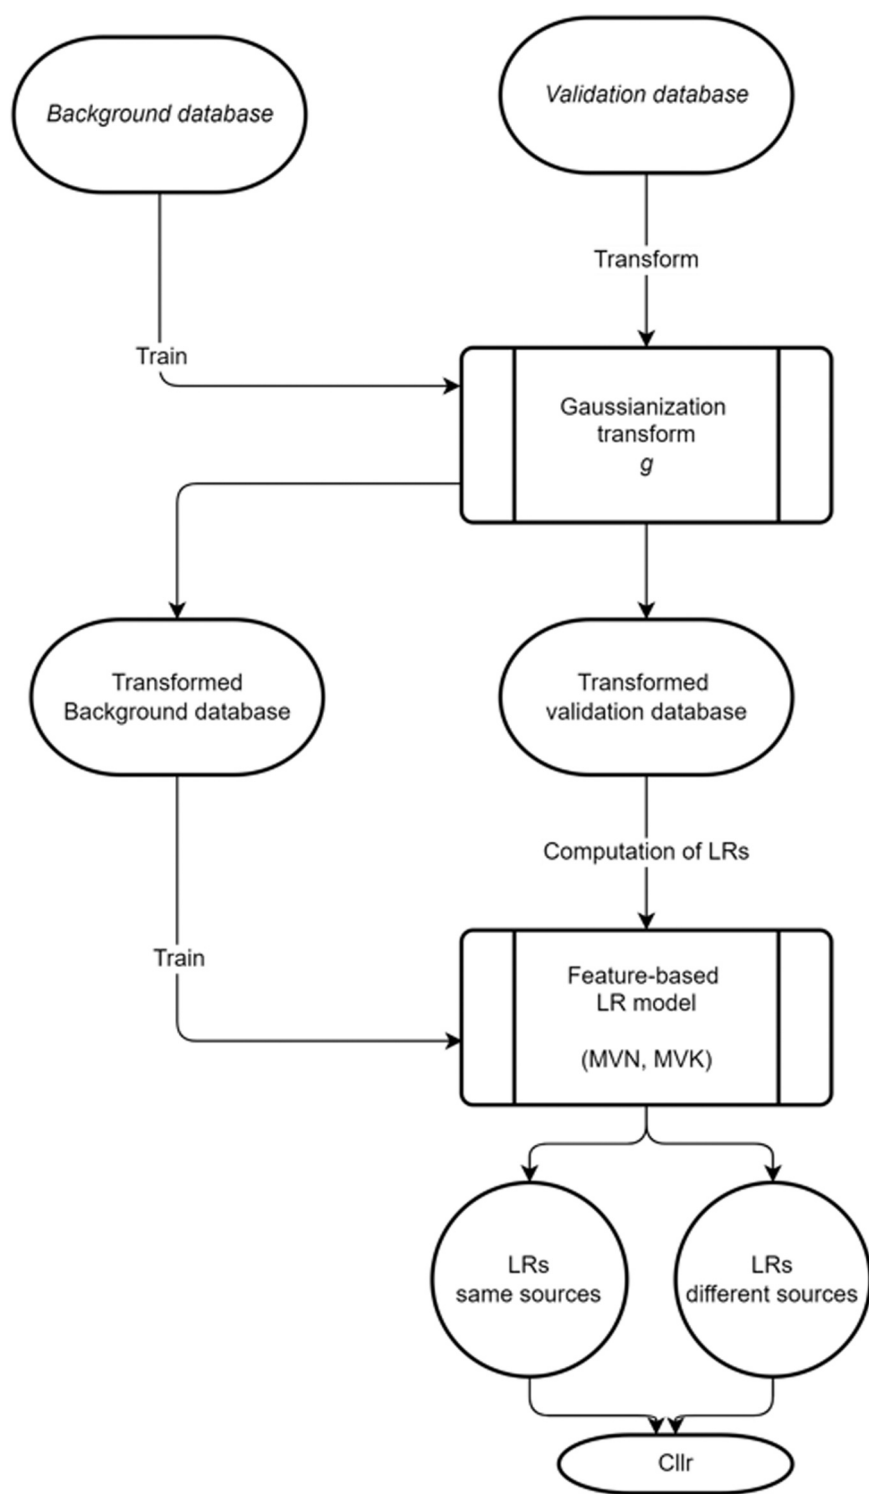 Background database
Validation database
Transform
Train
Gaussianization
transform
g
Transformed
Background database
Transformed
validation database
Computation of LRs
Train
Feature-based
LR model
(MVN, MVK)
LRs
same sources
LRs
different sources
Cllr